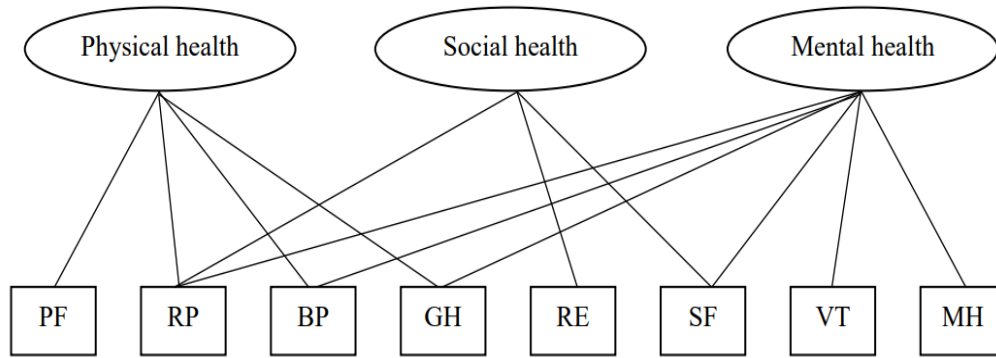 Physical health Social health Mental health
PF RP BP GH RE SF VT MH